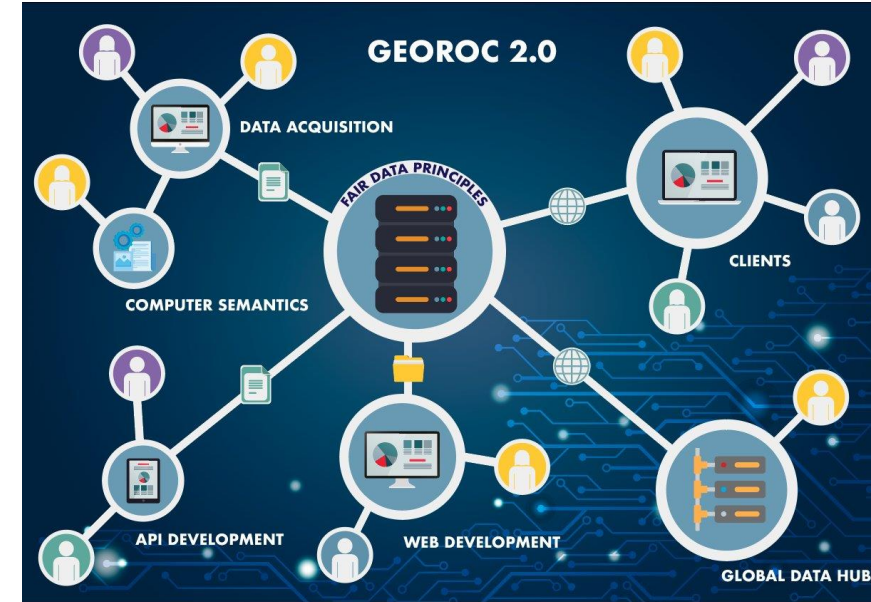 GEOROC 2.0
DATA ACQUISITION
FAIR DATA PRINCIPLES
CLIENTS
COMPUTER SEMANTICS
API DEVELOPMENT
WEB DEVELOPMENT
GLOBAL DATA HUB